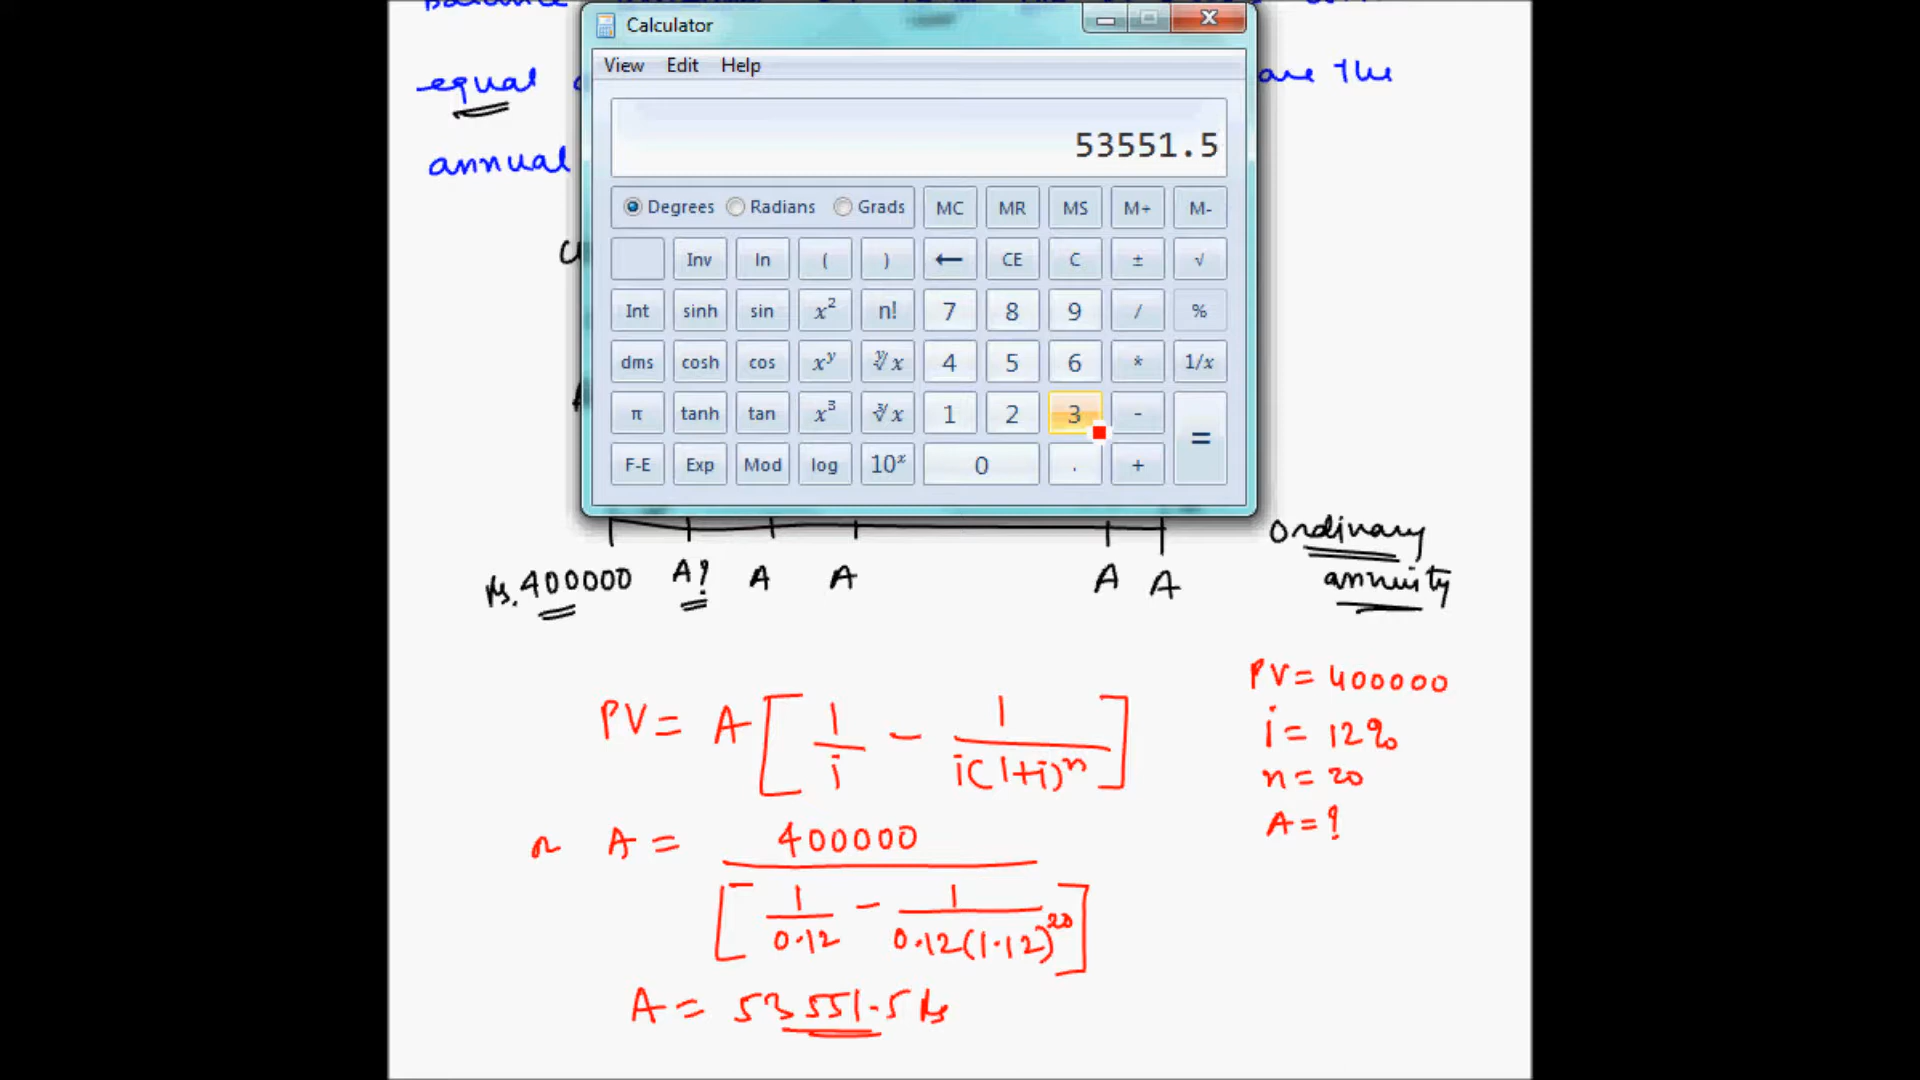 Calculator
View Edit Help
equal are the
53551.5
annual
Degrees Radians Grads MC MR MS M+ M-
Inv ln ( ) ← CE C ± √
Int sinh sin x² n! 7 8 9 / %
dms cosh cos xʸ ʸ√x 4 5 6 * 1/x
π tanh tan x³ ³√x 1 2 3 - =
F-E Exp Mod log 10ˣ 0 . +
ordinary
annuity
Rs. 400000 A? A A A A
PV = 400000
i = 12%
n = 20
A = ?
PV = A [ 1/i - 1/i(1+i)ⁿ ]
or A = 400000 / [ 1/0.12 - 1/0.12(1.12)²⁰ ]
A = 53551.5 Rs